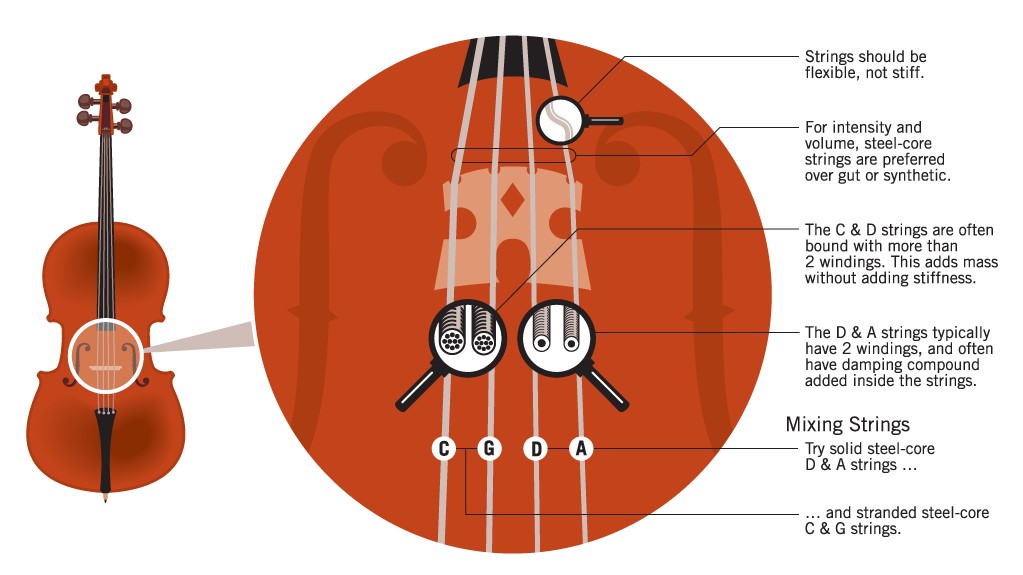 Strings should be
flexible, not stiff.
For intensity and
volume, steel-core
strings are preferred
over gut or synthetic.
The C & D strings are often
bound with more than
2 windings. This adds mass
without adding stiffness.
The D & A strings typically
have 2 windings, and often
have damping compound
added inside the strings.
Mixing Strings
Try solid steel-core
D & A strings ...
... and stranded steel-core
C & G strings.
C G D A